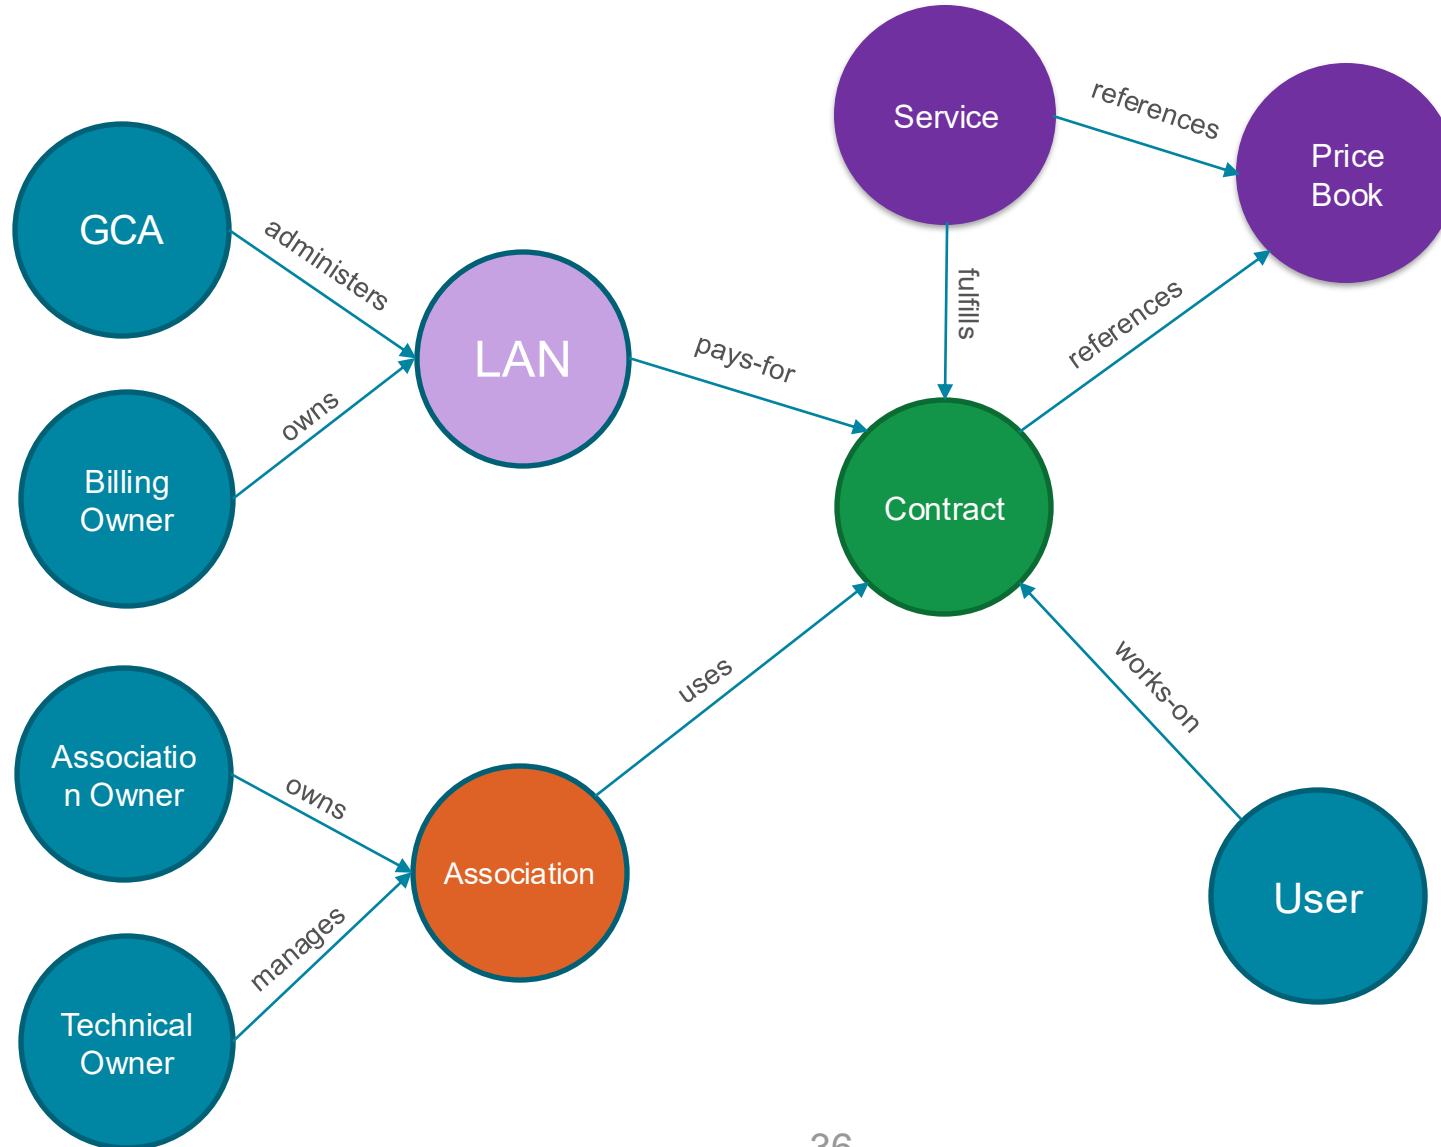 Service
references
Price
Book
GCA
administers
fulfills
LAN
pays-for
references
owns
Billing
Owner
Contract
uses
works-on
Associatio
n Owner
owns
Association
User
manages
Technical
Owner
36